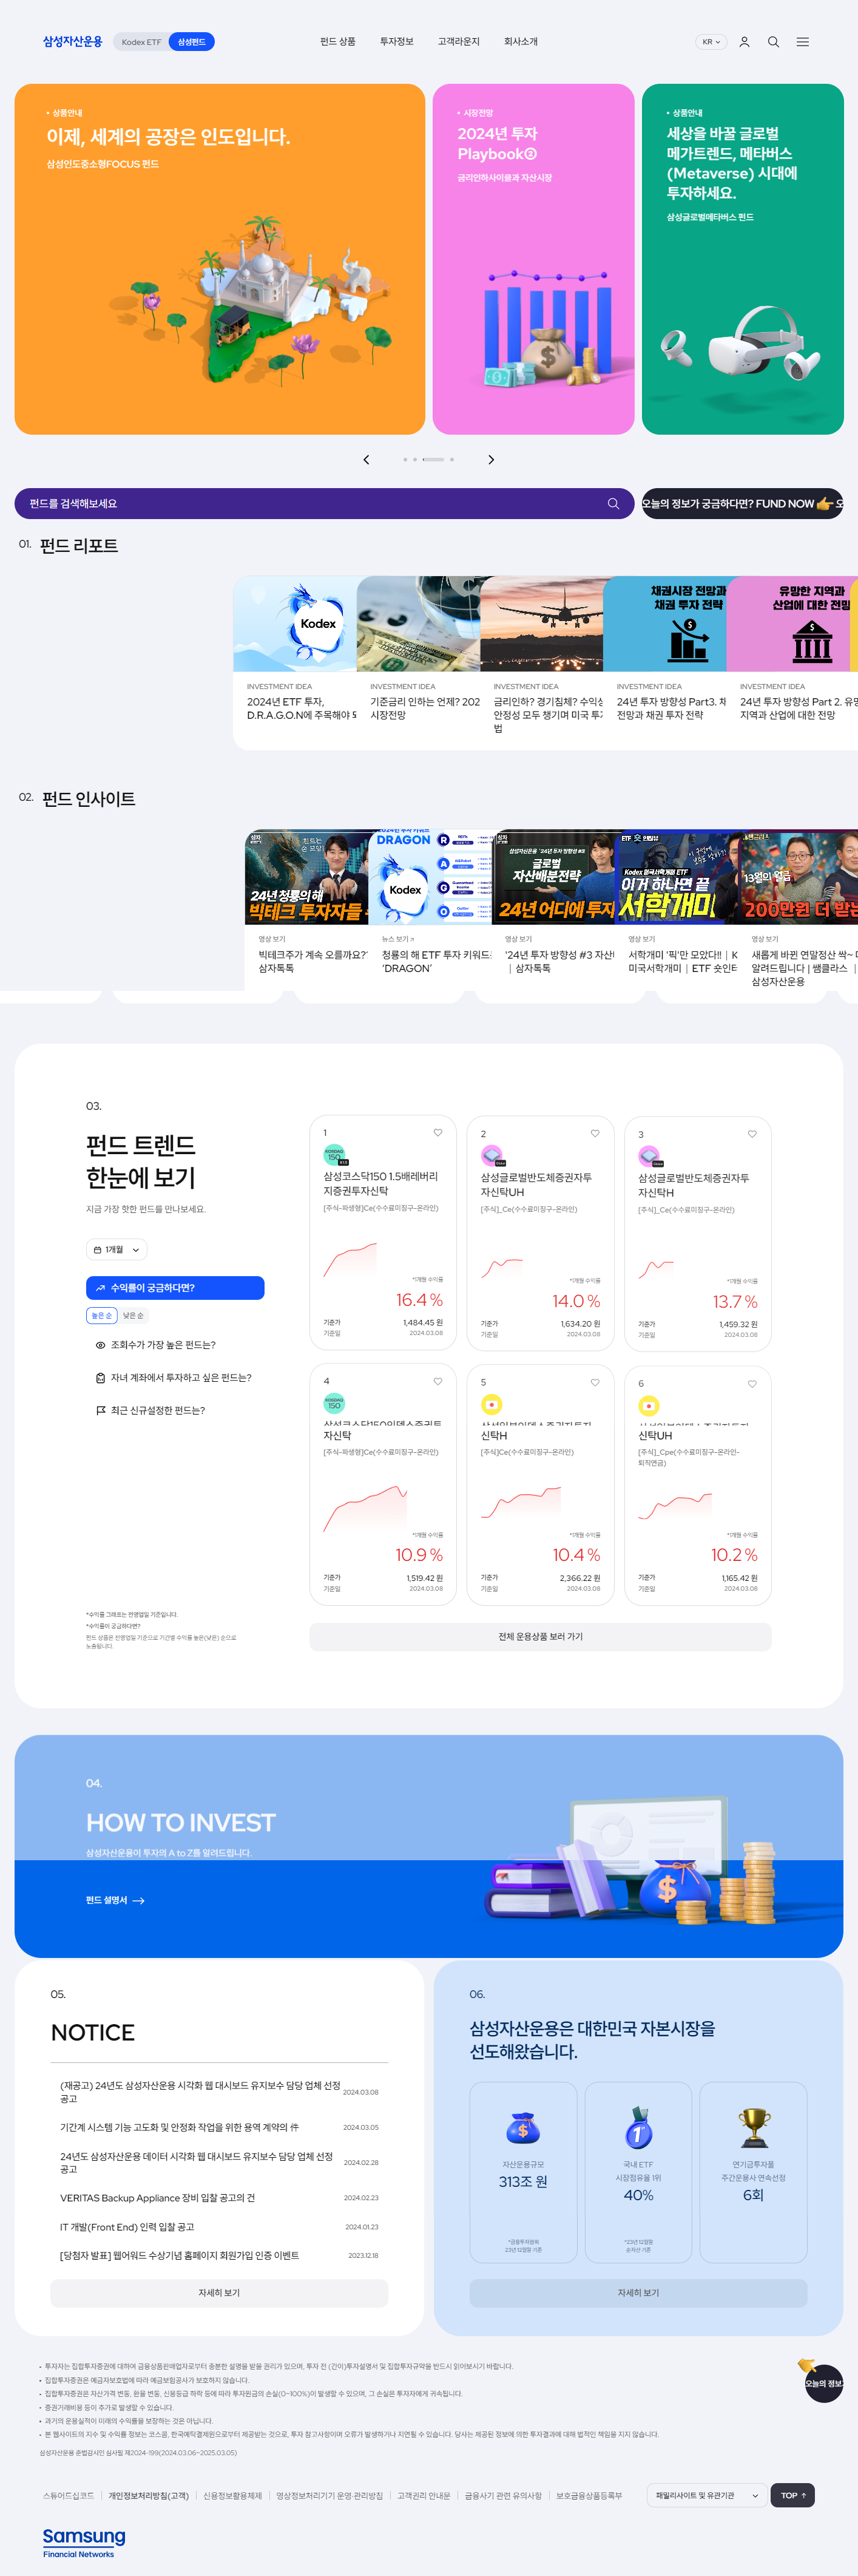 삼성자산운용
Kodex ETF
삼성펀드
펀드 상품
투자정보
고객라운지
회사소개
KR
상품안내
이제, 세계의 공장은 인도입니다.
삼성인도중소형FOCUS 펀드
시장전망
2024년 투자
Playbook②
금리인하사이클과 자산시장
상품안내
세상을 바꿀 글로벌
메가트렌드, 메타버스
(Metaverse) 시대에
투자하세요.
삼성글로벌메타버스 펀드
펀드를 검색해보세요
오늘의 정보가 궁금하다면? FUND NOW
01. 펀드 리포트
Kodex
채권시장 전망과
채권 투자 전략
유망한 지역과
산업에 대한 전망
INVESTMENT IDEA
2024년 ETF 투자,
D.R.A.G.O.N에 주목해야
INVESTMENT IDEA
기준금리 인하는 언제? 202
시장전망
INVESTMENT IDEA
금리인하? 경기침체? 수익성
안정성 모두 챙기며 미국 투자
법
INVESTMENT IDEA
24년 투자 방향성 Part3. 채
전망과 채권 투자 전략
INVESTMENT IDEA
24년 투자 방향성 Part 2. 유망
지역과 산업에 대한 전망
02. 펀드 인사이트
24년 청룡의 해
빅테크 투자자들
DRAGON
Kodex
글로벌
자산배분전략
24년 어디에 투자
이거 하나면 끝
서학개미
13월의 월급
200만원 더 받는
영상 보기
빅테크주가 계속 오를까요?
삼자톡톡
뉴스 보기
청룡의 해 ETF 투자 키워드는
'DRAGON'
영상 보기
'24년 투자 방향성 #3 자산
| 삼자톡톡
영상 보기
서학개미 '픽'만 모았다!! | K
미국서학개미 | ETF 숏인터
영상 보기
새롭게 바뀐 연말정산 싹~ 다
알려드립니다 | 쌤클라스 |
삼성자산운용
03.
펀드 트렌드
한눈에 보기
지금 가장 핫한 펀드를 만나보세요.
1개월
수익률이 궁금하다면?
높은 순
낮은 순
조회수가 가장 높은 펀드는?
자녀 계좌에서 투자하고 싶은 펀드는?
최근 신규설정한 펀드는?
*수익률 그래프는 전영업일 기준입니다.
*수익률이 궁금하다면?
펀드 상품은 전영업일 기준으로 기간별 수익률 높은(낮은) 순으로
노출됩니다.
1
KOSDAQ
150
X1.5
삼성코스닥150 1.5배레버리
지증권투자신탁
[주식-파생형]Ce(수수료미징구-온라인)
*1개월 수익률
16.4 %
기준가 1,484.45 원
기준일 2024.03.08
2
삼성글로벌반도체증권자투
자신탁UH
[주식]_Ce(수수료미징구-온라인)
*1개월 수익률
14.0 %
기준가 1,634.20 원
기준일 2024.03.08
3
삼성글로벌반도체증권자투
자신탁H
[주식]_Ce(수수료미징구-온라인)
*1개월 수익률
13.7 %
기준가 1,459.32 원
기준일 2024.03.08
4
KOSDAQ
150
삼성코스닥150인덱스증권투
자신탁
[주식-파생형]Ce(수수료미징구-온라인)
*1개월 수익률
10.9 %
기준가 1,519.42 원
기준일 2024.03.08
5
삼성일본인덱스증권자투자
신탁H
[주식]Ce(수수료미징구-온라인)
*1개월 수익률
10.4 %
기준가 2,366.22 원
기준일 2024.03.08
6
신탁UH
[주식]_Cpe(수수료미징구-온라인-
퇴직연금)
*1개월 수익률
10.2 %
기준가 1,165.42 원
기준일 2024.03.08
전체 운용상품 보러 가기
04.
HOW TO INVEST
삼성자산운용이 투자의 A to Z를 알려드립니다.
펀드 설명서
05.
NOTICE
(재공고) 24년도 삼성자산운용 시각화 웹 대시보드 유지보수 담당 업체 선정
공고
2024.03.08
기간계 시스템 기능 고도화 및 안정화 작업을 위한 용역 계약의 件
2024.03.05
24년도 삼성자산운용 데이터 시각화 웹 대시보드 유지보수 담당 업체 선정
공고
2024.02.28
VERITAS Backup Appliance 장비 입찰 공고의 건
2024.02.23
IT 개발(Front End) 인력 입찰 공고
2024.01.23
[당첨자 발표] 웹어워드 수상기념 홈페이지 회원가입 인증 이벤트
2023.12.18
자세히 보기
06.
삼성자산운용은 대한민국 자본시장을
선도해왔습니다.
자산운용규모
313조 원
*금융투자협회
23년 12월말 기준
국내 ETF
시장점유율 1위
40%
*23년 12월말
순자산 기준
연기금투자풀
주간운용사 연속선정
6회
자세히 보기
투자자는 집합투자증권에 대하여 금융상품판매업자로부터 충분한 설명을 받을 권리가 있으며, 투자 전 (간이)투자설명서 및 집합투자규약을 반드시 읽어보시기 바랍니다.
집합투자증권은 예금자보호법에 따라 예금보험공사가 보호하지 않습니다.
집합투자증권은 자산가격 변동, 환율 변동, 신용등급 하락 등에 따라 투자원금의 손실(0~100%)이 발생할 수 있으며, 그 손실은 투자자에게 귀속됩니다.
증권거래비용 등이 추가로 발생할 수 있습니다.
과거의 운용실적이 미래의 수익률을 보장하는 것은 아닙니다.
본 웹사이트의 지수 및 수익률 정보는 코스콤, 한국예탁결제원으로부터 제공받는 것으로, 투자 참고사항이며 오류가 발생하거나 지연될 수 있습니다. 당사는 제공된 정보에 의한 투자결과에 대해 법적인 책임을 지지 않습니다.
삼성자산운용 준법감시인 심사필 제2024-199(2024.03.06~2025.03.05)
오늘의 정보
스튜어드십코드
개인정보처리방침(고객)
신용정보활용체제
영상정보처리기기 운영·관리방침
고객권리 안내문
금융사기 관련 유의사항
보호금융상품등록부
패밀리사이트 및 유관기관
TOP
Samsung
Financial Networks